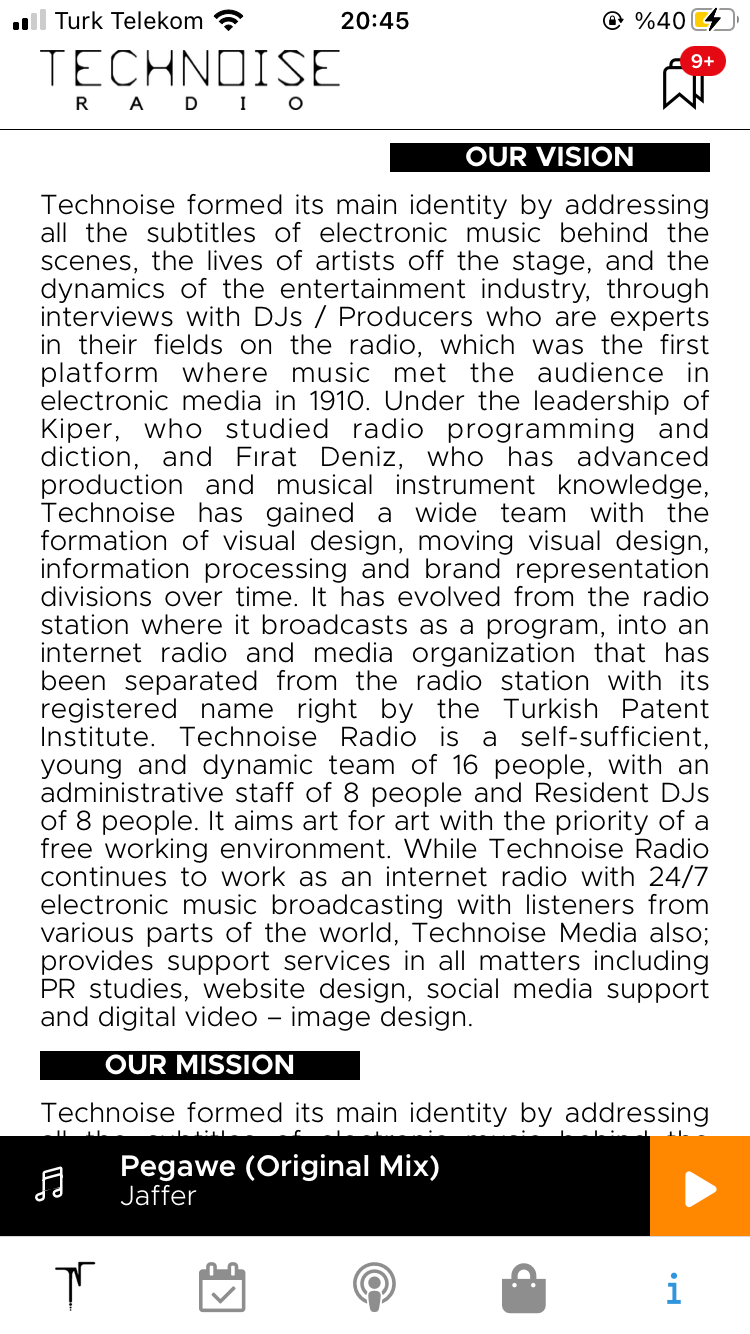 Turk Telekom
20:45
%40
TECHNOISE
RADIO
9+
OUR VISION
Technoise formed its main identity by addressing
all the subtitles of electronic music behind the
scenes, the lives of artists off the stage, and the
dynamics of the entertainment industry, through
interviews with DJs / Producers who are experts
in their fields on the radio, which was the first
platform where music met the audience in
electronic media in 1910. Under the leadership of
Kiper, who studied radio programming and
diction, and Fırat Deniz, who has advanced
production and musical instrument knowledge,
Technoise has gained a wide team with the
formation of visual design, moving visual design,
information processing and brand representation
divisions over time. It has evolved from the radio
station where it broadcasts as a program, into an
internet radio and media organization that has
been separated from the radio station with its
registered name right by the Turkish Patent
Institute. Technoise Radio is a self-sufficient,
young and dynamic team of 16 people, with an
administrative staff of 8 people and Resident DJs
of 8 people. It aims art for art with the priority of a
free working environment. While Technoise Radio
continues to work as an internet radio with 24/7
electronic music broadcasting with listeners from
various parts of the world, Technoise Media also;
provides support services in all matters including
PR studies, website design, social media support
and digital video – image design.
OUR MISSION
Technoise formed its main identity by addressing
all the subtitles of electronic music behind the
Pegawe (Original Mix)
Jaffer